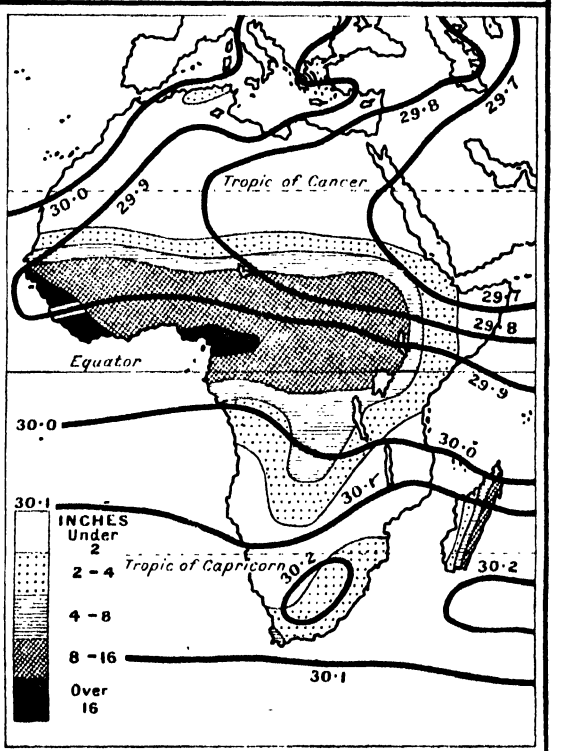 29.7
29.8
Tropic of Cancer
30.0
29.9
29.7
29.8
Equator
29.9
30.0
30.0
30.1
30.1
INCHES
Under
2
2 - 4
Tropic of Capricorn
30.2
30.2
4 - 8
8 - 16
30.1
Over
16